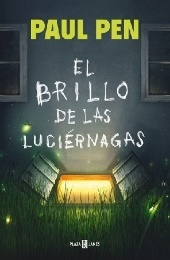 PAUL PEN
EL
BRILLO
DE LAS
LUCIÉRNAGAS
PLAZA JANÉS